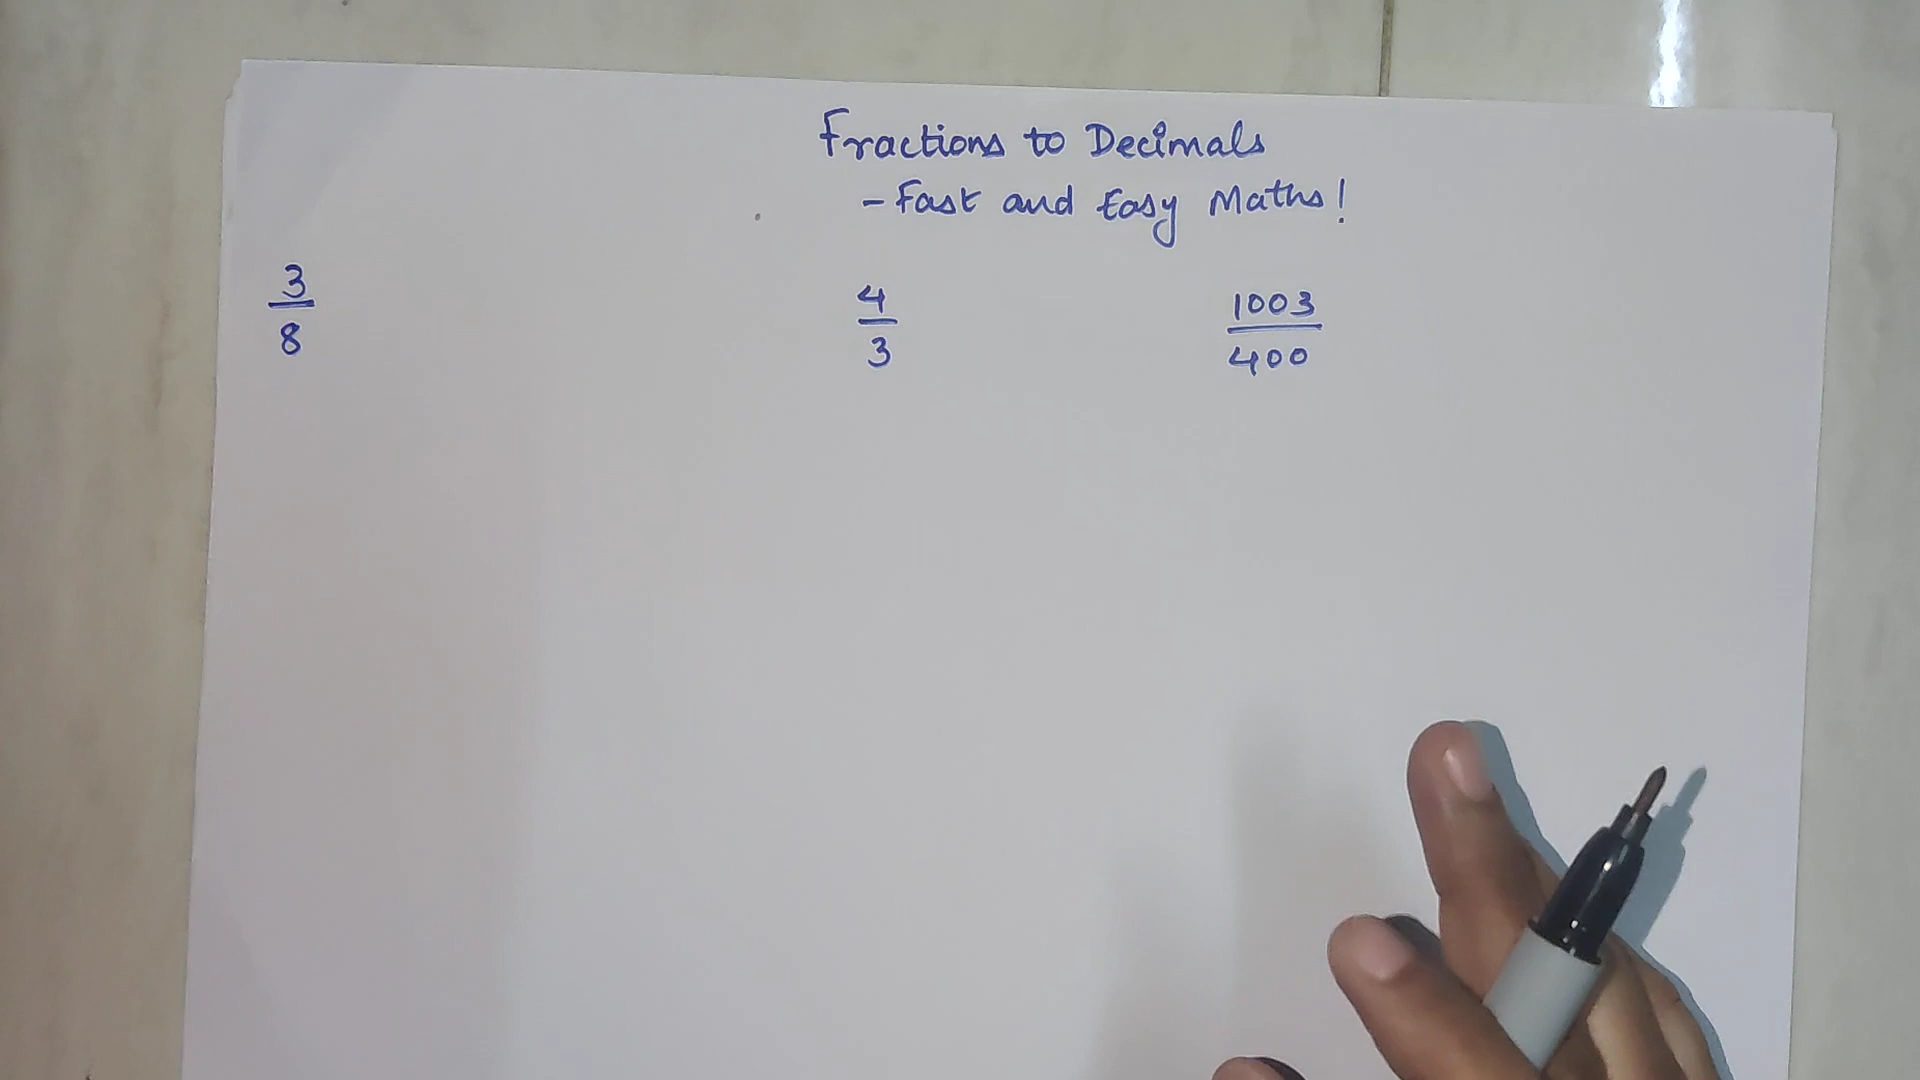 Fractions to Decimals
- Fast and Easy Maths!
3/8
4/3
1003/400